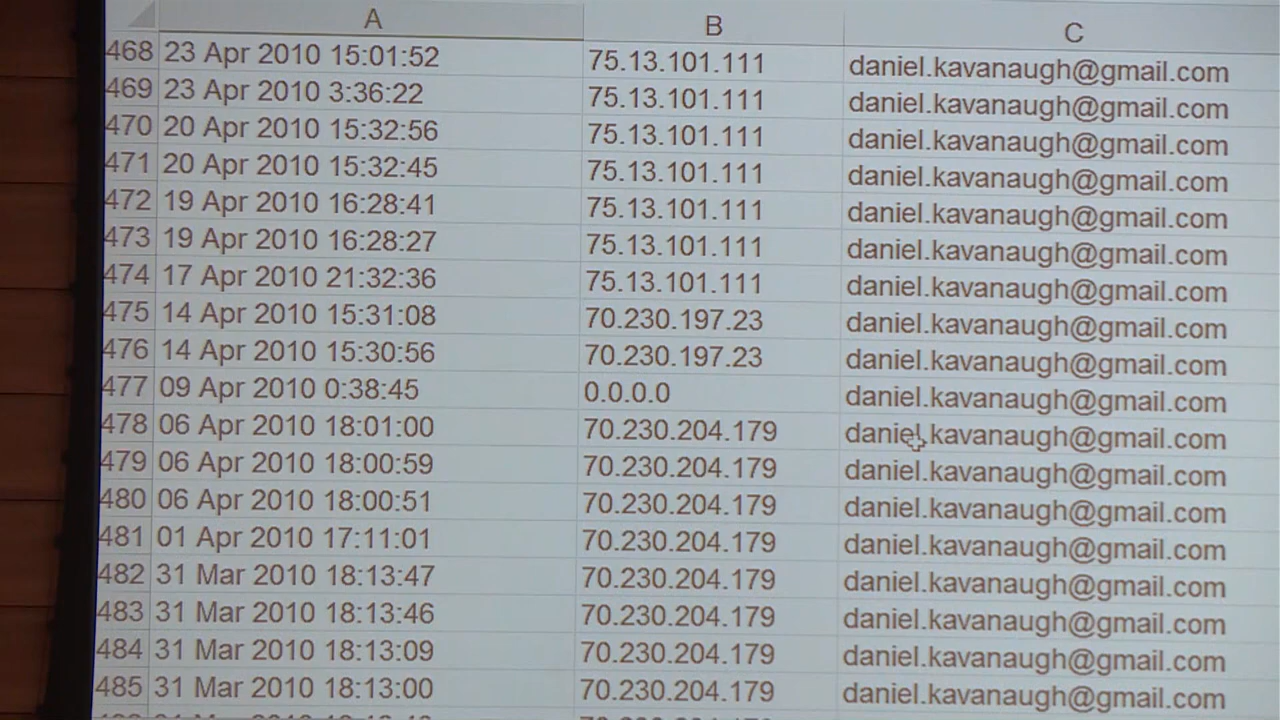 A B C
468 23 Apr 2010 15:01:52 75.13.101.111 daniel.kavanaugh@gmail.com
469 23 Apr 2010 3:36:22 75.13.101.111 daniel.kavanaugh@gmail.com
470 20 Apr 2010 15:32:56 75.13.101.111 daniel.kavanaugh@gmail.com
471 20 Apr 2010 15:32:45 75.13.101.111 daniel.kavanaugh@gmail.com
472 19 Apr 2010 16:28:41 75.13.101.111 daniel.kavanaugh@gmail.com
473 19 Apr 2010 16:28:27 75.13.101.111 daniel.kavanaugh@gmail.com
474 17 Apr 2010 21:32:36 75.13.101.111 daniel.kavanaugh@gmail.com
475 14 Apr 2010 15:31:08 70.230.197.23 daniel.kavanaugh@gmail.com
476 14 Apr 2010 15:30:56 70.230.197.23 daniel.kavanaugh@gmail.com
477 09 Apr 2010 0:38:45 0.0.0.0 daniel.kavanaugh@gmail.com
478 06 Apr 2010 18:01:00 70.230.204.179 daniel.kavanaugh@gmail.com
479 06 Apr 2010 18:00:59 70.230.204.179 daniel.kavanaugh@gmail.com
480 06 Apr 2010 18:00:51 70.230.204.179 daniel.kavanaugh@gmail.com
481 01 Apr 2010 17:11:01 70.230.204.179 daniel.kavanaugh@gmail.com
482 31 Mar 2010 18:13:47 70.230.204.179 daniel.kavanaugh@gmail.com
483 31 Mar 2010 18:13:46 70.230.204.179 daniel.kavanaugh@gmail.com
484 31 Mar 2010 18:13:09 70.230.204.179 daniel.kavanaugh@gmail.com
485 31 Mar 2010 18:13:00 70.230.204.179 daniel.kavanaugh@gmail.com